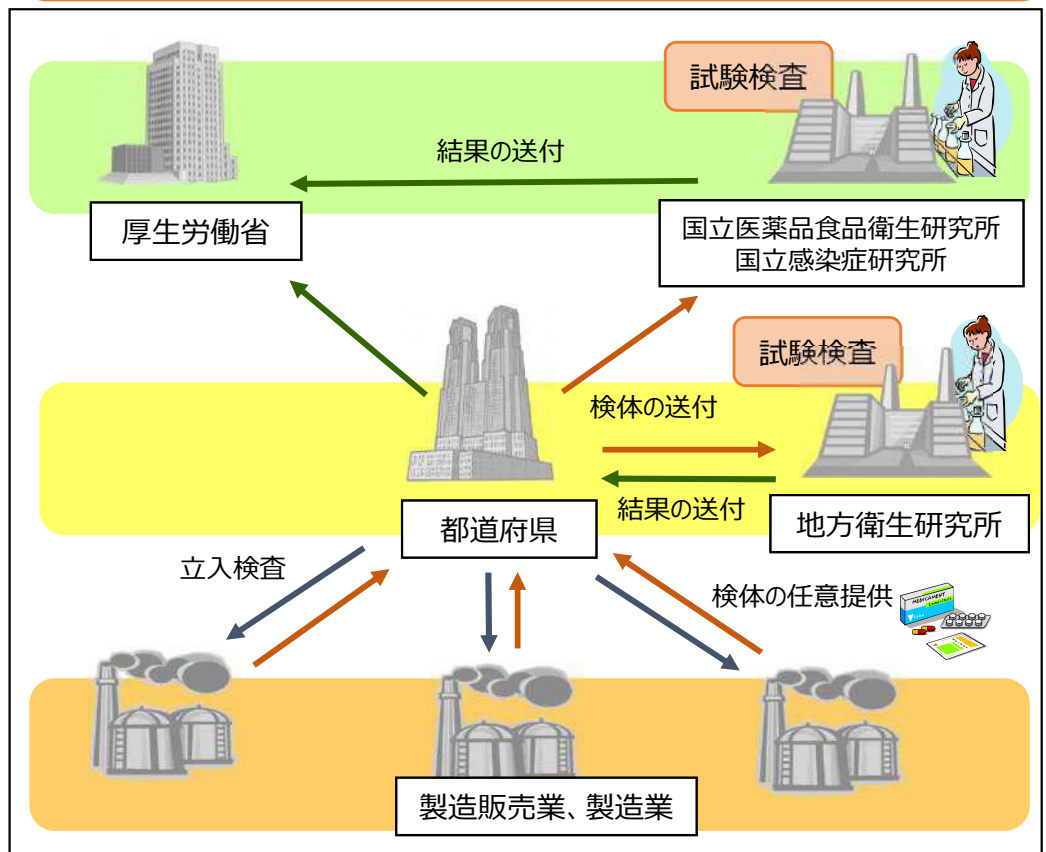 試験検査
結果の送付
厚生労働省
国立医薬品食品衛生研究所
国立感染症研究所
試験検査
検体の送付
結果の送付
都道府県
地方衛生研究所
立入検査
検体の任意提供
MEDICAMENT
製造販売業、製造業